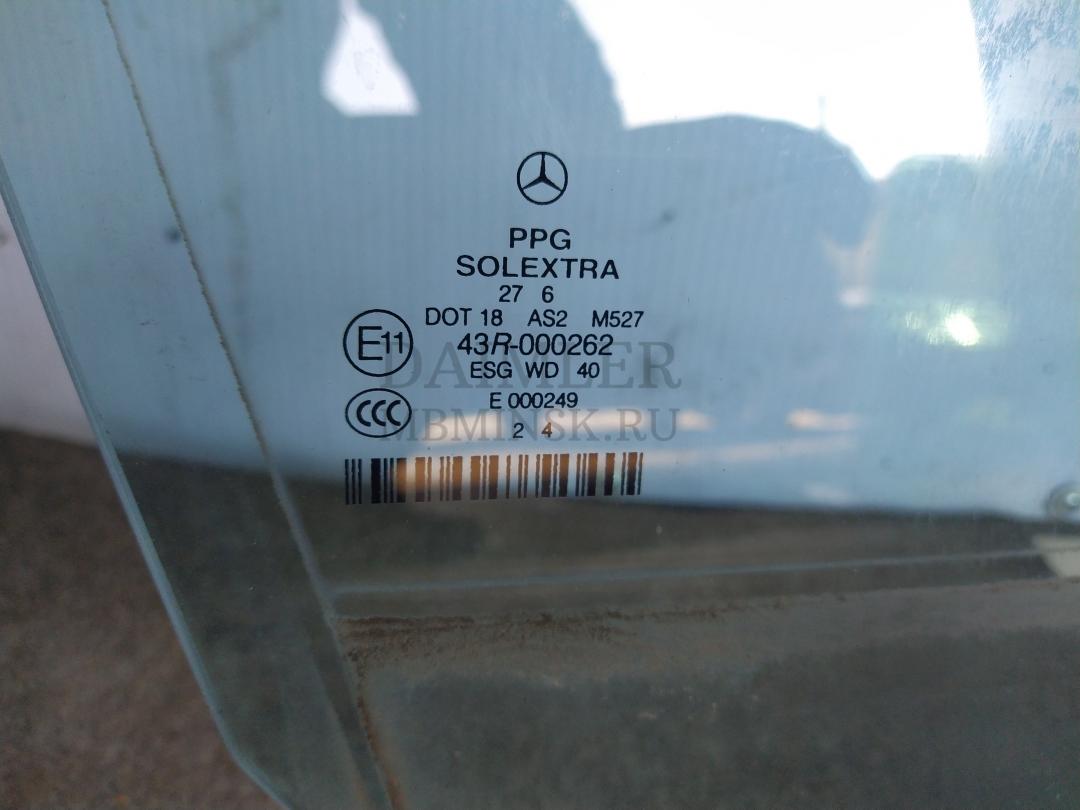 PPG
SOLEXTRA
27 6
DOT 18 AS2 M527
E11
43R-000262
DAIMLER
ESG WD 40
E 000249
CCC
MBMINSK.RU
2 4